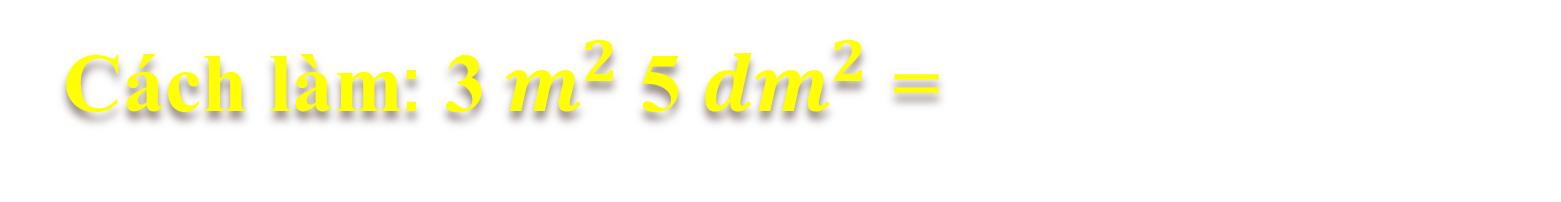 Cách làm: 3 m² 5 dm² =